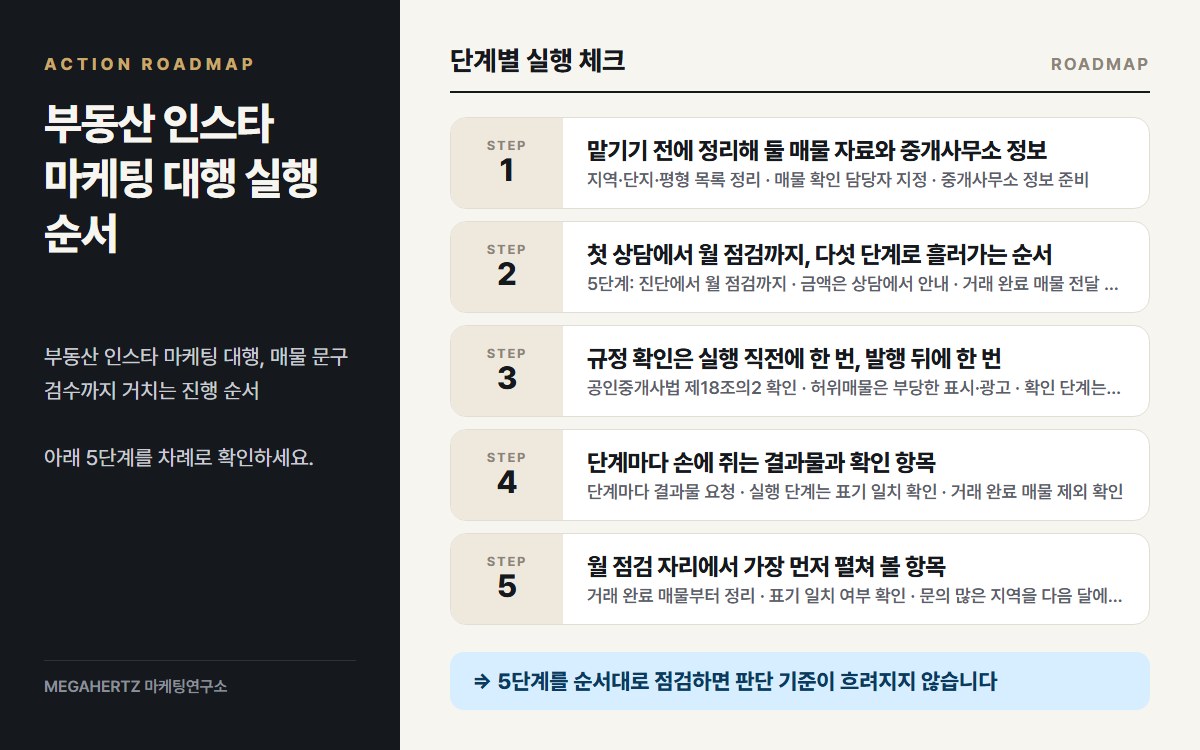 ACTION ROADMAP
부동산 인스타
마케팅 대행 실행
순서
부동산 인스타 마케팅 대행, 매물 문구
검수까지 거치는 진행 순서
아래 5단계를 차례로 확인하세요.
MEGAHERTZ 마케팅연구소
단계별 실행 체크
ROADMAP
STEP
1
맡기기 전에 정리해 둘 매물 자료와 중개사무소 정보
지역·단지·평형 목록 정리 · 매물 확인 담당자 지정 · 중개사무소 정보 준비
STEP
2
첫 상담에서 월 점검까지, 다섯 단계로 흘러가는 순서
5단계: 진단에서 월 점검까지 · 금액은 상담에서 안내 · 거래 완료 매물 전달 ...
STEP
3
규정 확인은 실행 직전에 한 번, 발행 뒤에 한 번
공인중개사법 제18조의2 확인 · 허위매물은 부당한 표시·광고 · 확인 단계는...
STEP
4
단계마다 손에 쥐는 결과물과 확인 항목
단계마다 결과물 요청 · 실행 단계는 표기 일치 확인 · 거래 완료 매물 제외 확인
STEP
5
월 점검 자리에서 가장 먼저 펼쳐 볼 항목
거래 완료 매물부터 정리 · 표기 일치 여부 확인 · 문의 많은 지역을 다음 달에...
→ 5단계를 순서대로 점검하면 판단 기준이 흐려지지 않습니다